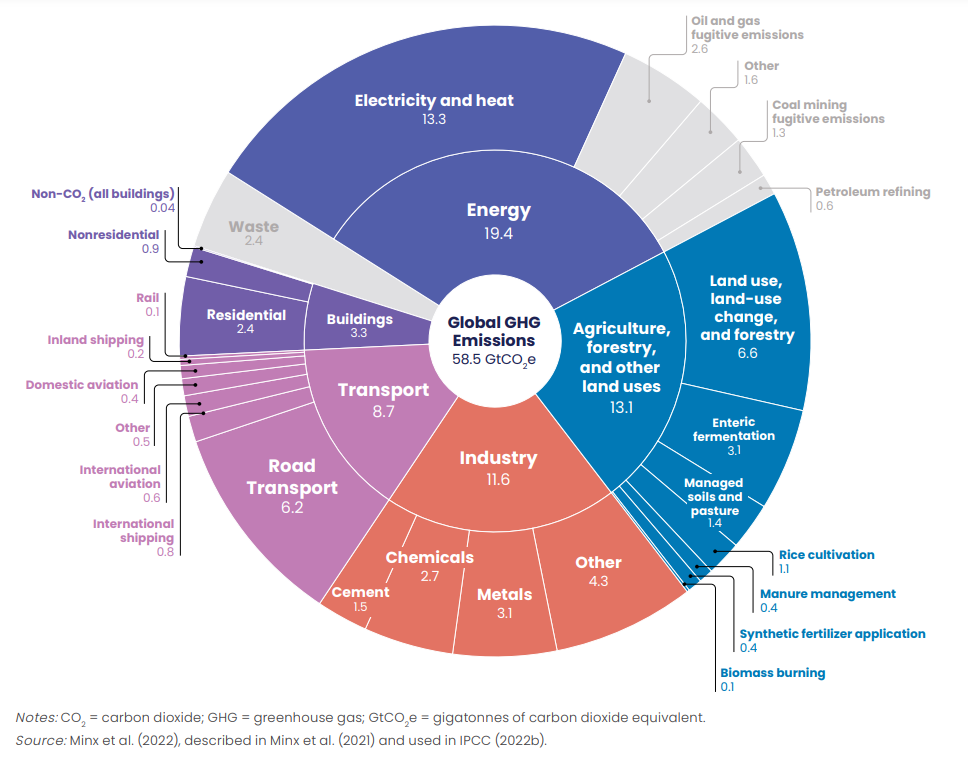 Oil and gas
fugitive emissions
2.6
Other
1.6
Coal mining
fugitive emissions
1.3
Petroleum refining
0.6
Electricity and heat
13.3
Energy
19.4
Waste
2.4
Non-CO₂ (all buildings)
0.04
Nonresidential
0.9
Residential
2.4
Buildings
3.3
Rail
0.1
Inland shipping
0.2
Domestic aviation
0.4
Other
0.5
International
aviation
0.6
International
shipping
0.8
Transport
8.7
Road
Transport
6.2
Global GHG
Emissions
58.5 GtCO₂e
Agriculture,
forestry,
and other
land uses
13.1
Land use,
land-use
change,
and forestry
6.6
Enteric
fermentation
3.1
Managed
soils and
pasture
1.4
Rice cultivation
1.1
Manure management
0.4
Synthetic fertilizer application
0.4
Biomass burning
0.1
Industry
11.6
Cement
1.5
Chemicals
2.7
Metals
3.1
Other
4.3
Notes: CO₂ = carbon dioxide; GHG = greenhouse gas; GtCO₂e = gigatonnes of carbon dioxide equivalent.
Source: Minx et al. (2022), described in Minx et al. (2021) and used in IPCC (2022b).